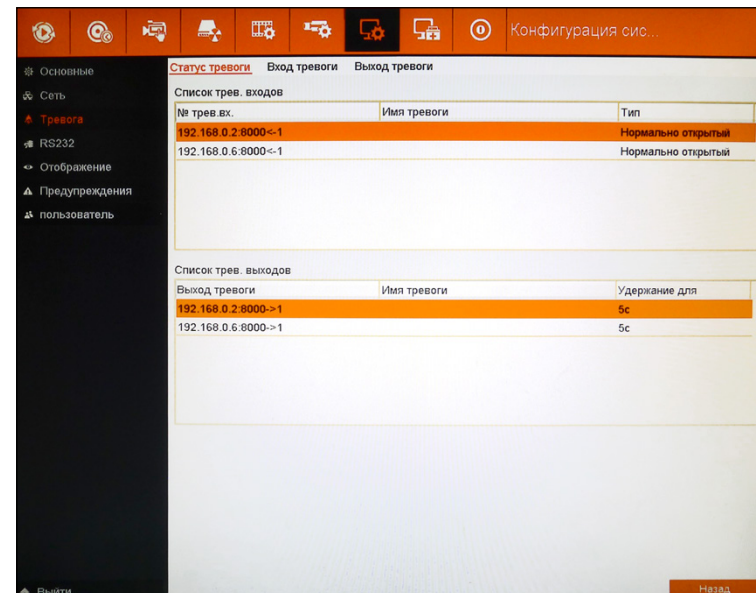 Конфигурация сис...
Основные
Сеть
Тревога
RS232
Отображение
Предупреждения
пользователь
Выйти
Статус тревоги Вход тревоги Выход тревоги
Список трев. входов
№ трев.вх. Имя тревоги Тип
192.168.0.2:8000<-1 Нормально открытый
192.168.0.6:8000<-1 Нормально открытый
Список трев. выходов
Выход тревоги Имя тревоги Удержание для
192.168.0.2:8000->1 5с
192.168.0.6:8000->1 5с
Назад